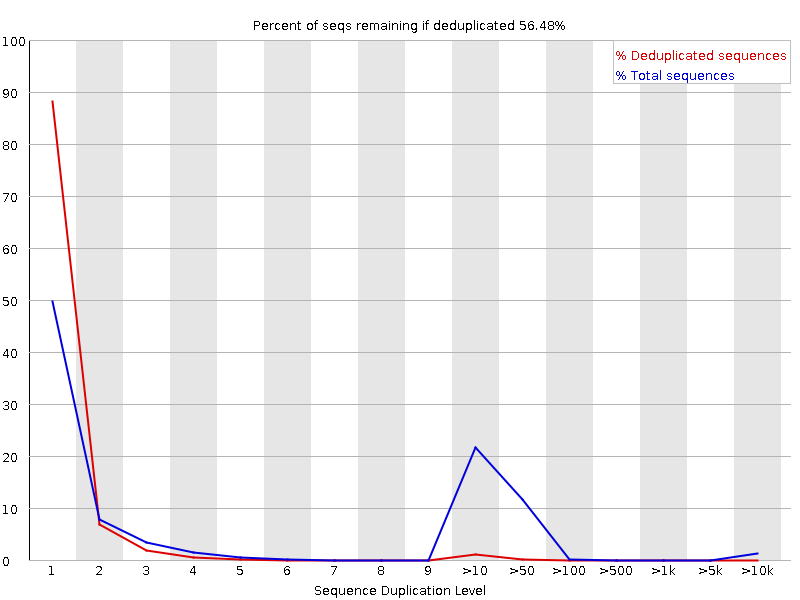 Percent of seqs remaining if deduplicated 56.48%
% Deduplicated sequences
% Total sequences
100
90
80
70
60
50
40
30
20
10
0
1 2 3 4 5 6 7 8 9 >10 >50 >100 >500 >1k >5k >10k
Sequence Duplication Level